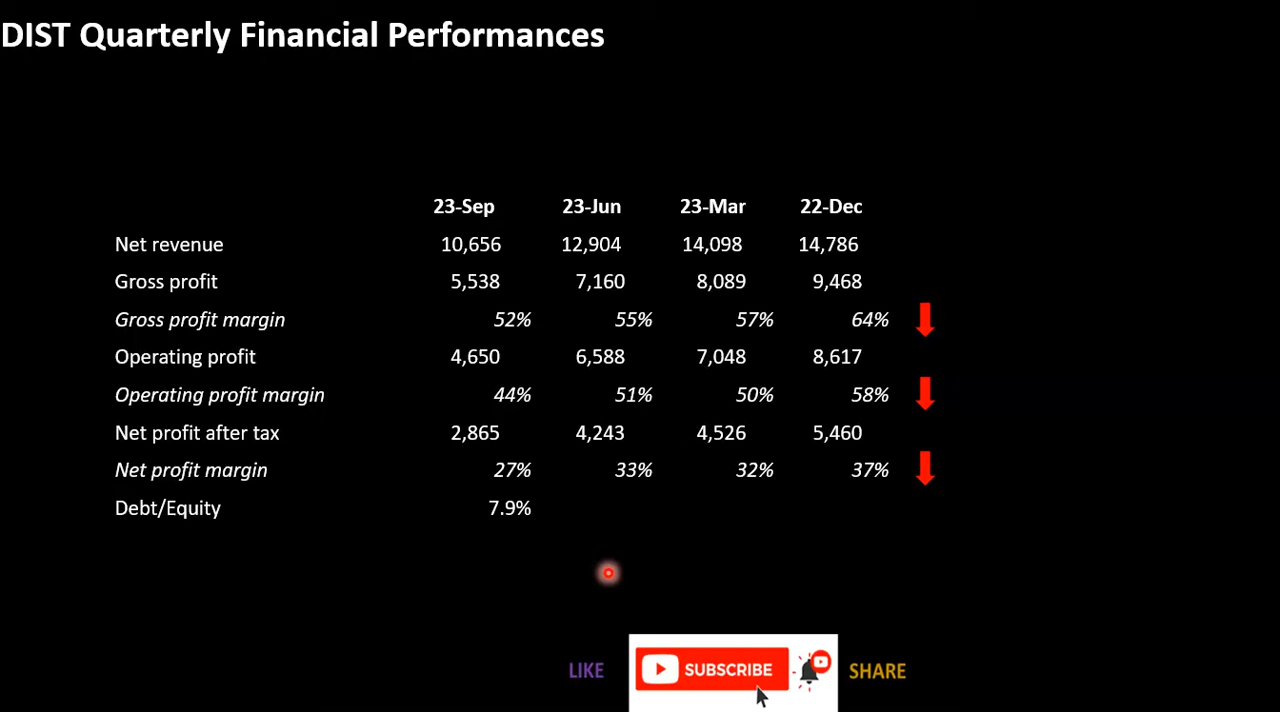 DIST Quarterly Financial Performances
23-Sep 23-Jun 23-Mar 22-Dec
Net revenue 10,656 12,904 14,098 14,786
Gross profit 5,538 7,160 8,089 9,468
Gross profit margin 52% 55% 57% 64%
Operating profit 4,650 6,588 7,048 8,617
Operating profit margin 44% 51% 50% 58%
Net profit after tax 2,865 4,243 4,526 5,460
Net profit margin 27% 33% 32% 37%
Debt/Equity 7.9%
LIKE SUBSCRIBE SHARE